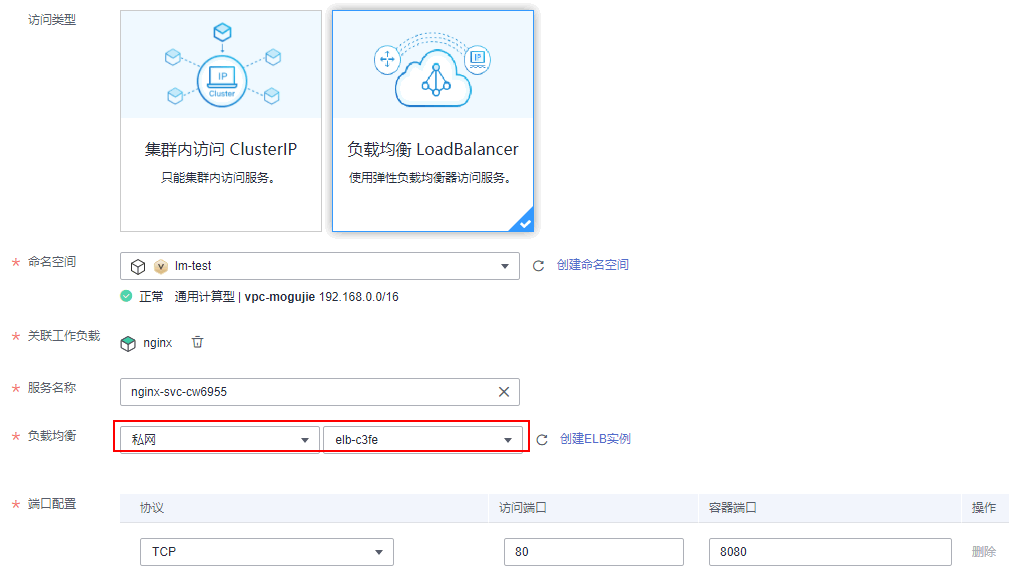 访问类型
IP
Cluster
IP
集群内访问 ClusterIP
只能集群内访问服务。
负载均衡 LoadBalancer
使用弹性负载均衡器访问服务。
* 命名空间
V
lm-test
创建命名空间
正常 通用计算型 | vpc-mogujie 192.168.0.0/16
* 关联工作负载
nginx
* 服务名称
nginx-svc-cw6955
* 负载均衡
私网
elb-c3fe
创建ELB实例
* 端口配置
协议 访问端口 容器端口 操作
TCP 80 8080 删除